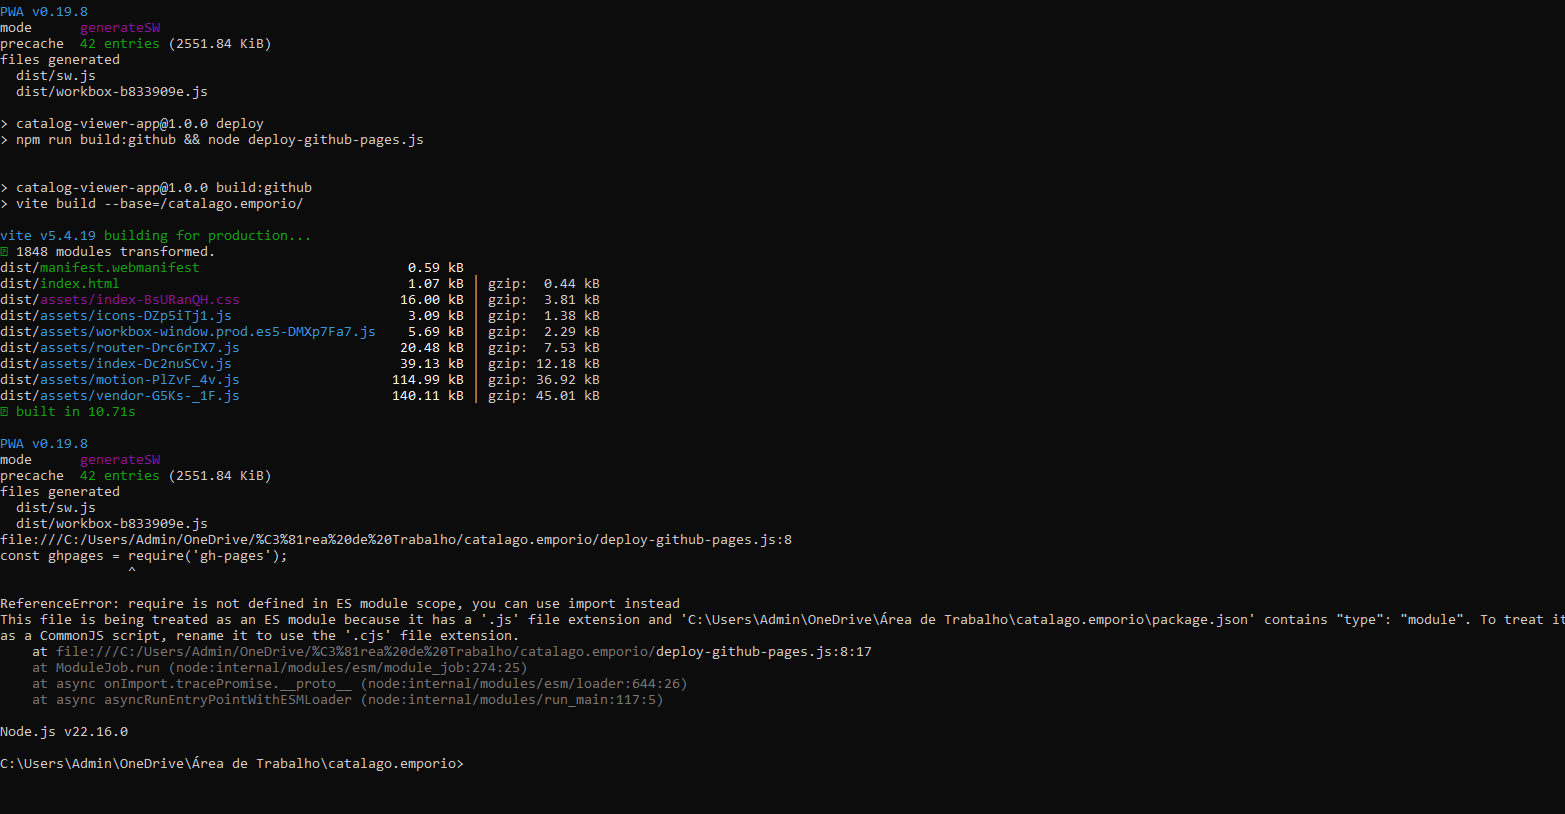 PWA v0.19.8
mode      generateSW
precache  42 entries (2551.84 KiB)
files generated
  dist/sw.js
  dist/workbox-b833909e.js

> catalog-viewer-app@1.0.0 deploy
> npm run build:github && node deploy-github-pages.js

> catalog-viewer-app@1.0.0 build:github
> vite build --base=/catalago.emporio/

vite v5.4.19 building for production...
1848 modules transformed.
dist/manifest.webmanifest                          0.59 kB
dist/index.html                                    1.07 kB │ gzip:  0.44 kB
dist/assets/index-BsURanQH.css                    16.00 kB │ gzip:  3.81 kB
dist/assets/icons-DZp5iTj1.js                      3.09 kB │ gzip:  1.38 kB
dist/assets/workbox-window.prod.es5-DMXp7Fa7.js    5.69 kB │ gzip:  2.29 kB
dist/assets/router-Drc6rIX7.js                    20.48 kB │ gzip:  7.53 kB
dist/assets/index-Dc2nuSCv.js                     39.13 kB │ gzip: 12.18 kB
dist/assets/motion-PlZvF_4v.js                   114.99 kB │ gzip: 36.92 kB
dist/assets/vendor-G5Ks-_1F.js                   140.11 kB │ gzip: 45.01 kB
built in 10.71s

PWA v0.19.8
mode      generateSW
precache  42 entries (2551.84 KiB)
files generated
  dist/sw.js
  dist/workbox-b833909e.js
file:///C:/Users/Admin/OneDrive/%C3%81rea%20de%20Trabalho/catalago.emporio/deploy-github-pages.js:8
const ghpages = require('gh-pages');
                ^

ReferenceError: require is not defined in ES module scope, you can use import instead
This file is being treated as an ES module because it has a '.js' file extension and 'C:\Users\Admin\OneDrive\Área de Trabalho\catalago.emporio\package.json' contains "type": "module". To treat it
as a CommonJS script, rename it to use the '.cjs' file extension.
    at file:///C:/Users/Admin/OneDrive/%C3%81rea%20de%20Trabalho/catalago.emporio/deploy-github-pages.js:8:17
    at ModuleJob.run (node:internal/modules/esm/module_job:274:25)
    at async onImport.tracePromise.__proto__ (node:internal/modules/esm/loader:644:26)
    at async asyncRunEntryPointWithESMLoader (node:internal/modules/run_main:117:5)

Node.js v22.16.0

C:\Users\Admin\OneDrive\Área de Trabalho\catalago.emporio>